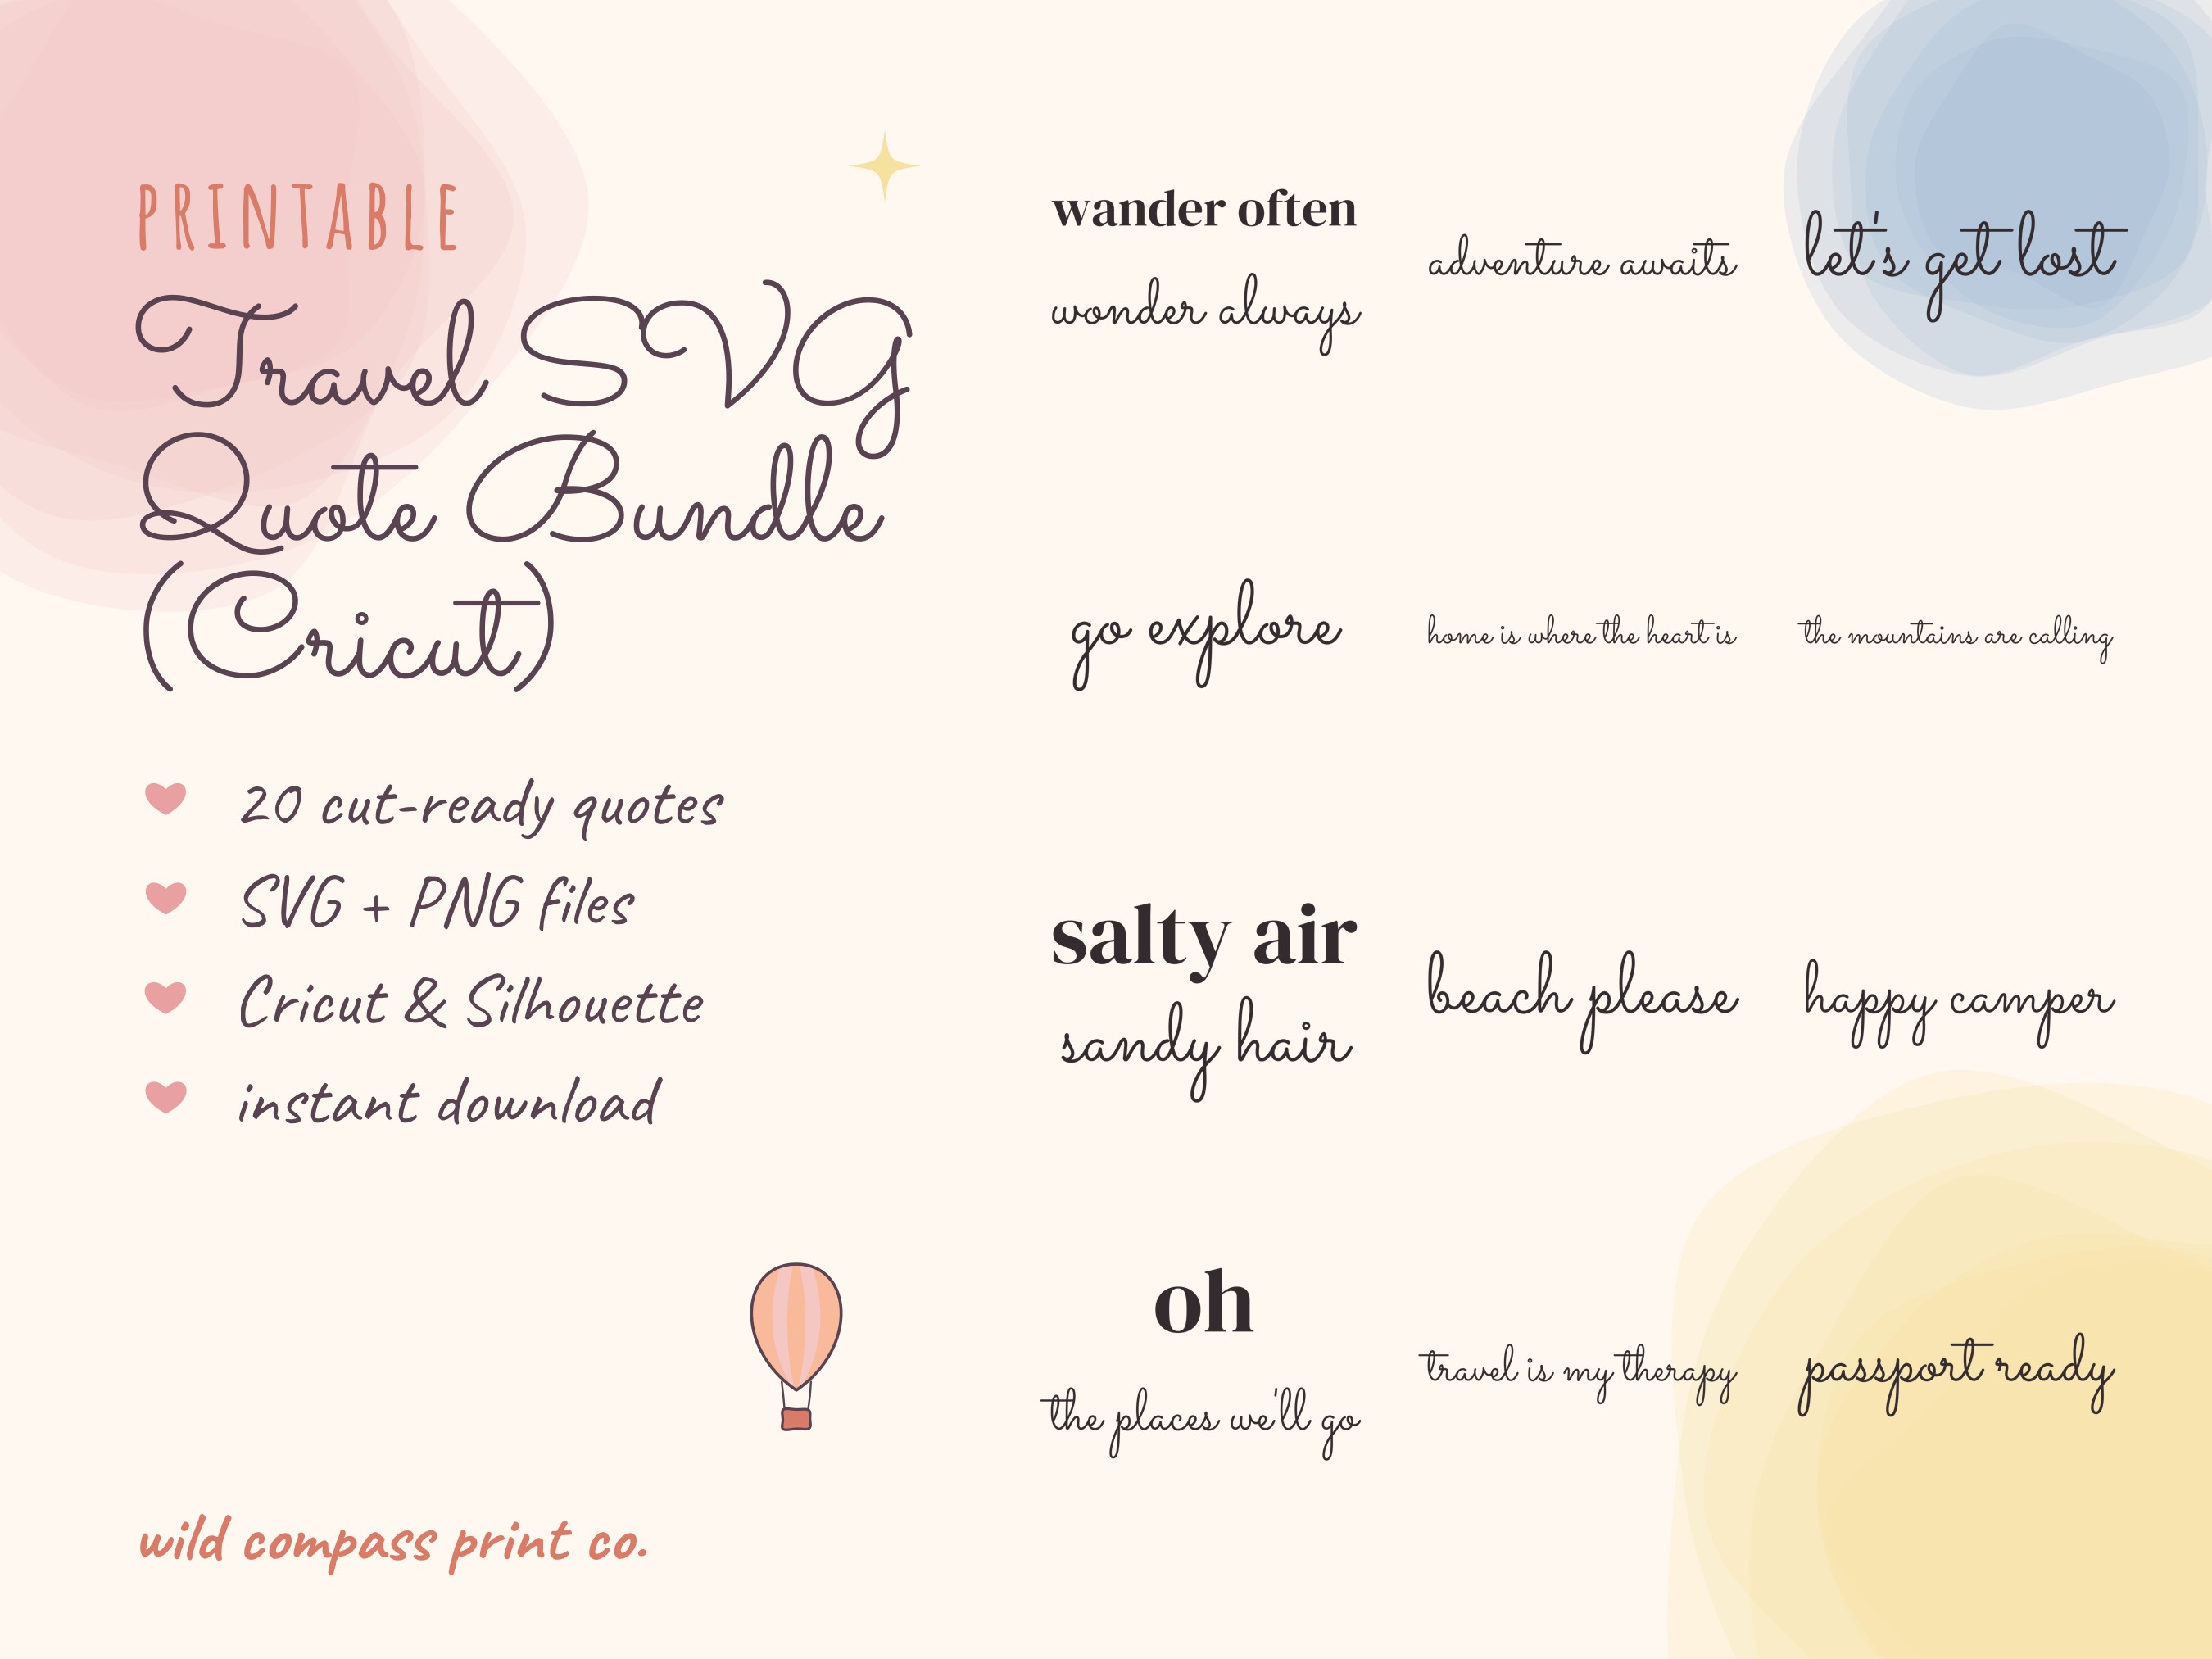 PRINTABLE
Travel SVG
Quote Bundle
(Cricut)
20 cut-ready quotes
SVG + PNG files
Cricut & Silhouette
instant download
wild compass print co.
wander often
wonder always
adventure awaits
let's get lost
go explore
home is where the heart is
the mountains are calling
salty air
sandy hair
beach please
happy camper
oh
the places we'll go
travel is my therapy
passport ready